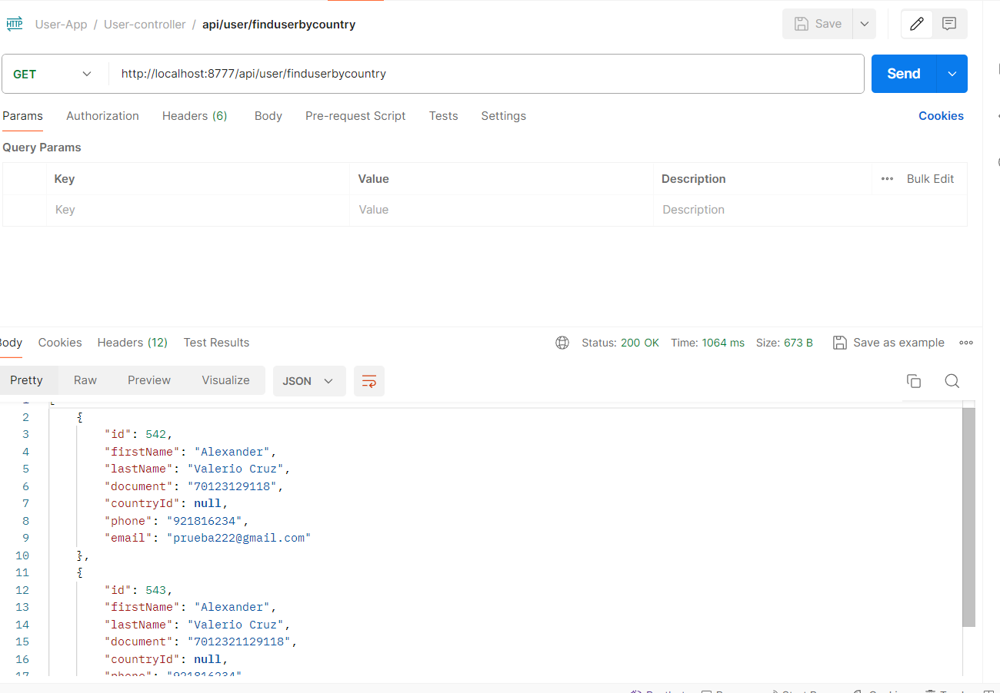 HTTP User-App / User-controller / api/user/finduserbycountry Save
GET http://localhost:8777/api/user/finduserbycountry Send
Params Authorization Headers (6) Body Pre-request Script Tests Settings Cookies
Query Params
Key Value Description Bulk Edit
Key Value Description
Body Cookies Headers (12) Test Results Status: 200 OK Time: 1064 ms Size: 673 B Save as example
Pretty Raw Preview Visualize JSON
1 [
2 {
3 "id": 542,
4 "firstName": "Alexander",
5 "lastName": "Valerio Cruz",
6 "document": "70123129118",
7 "countryId": null,
8 "phone": "921816234",
9 "email": "prueba222@gmail.com"
10 },
11 {
12 "id": 543,
13 "firstName": "Alexander",
14 "lastName": "Valerio Cruz",
15 "document": "7012321129118",
16 "countryId": null,
17 "phone": "921816234"